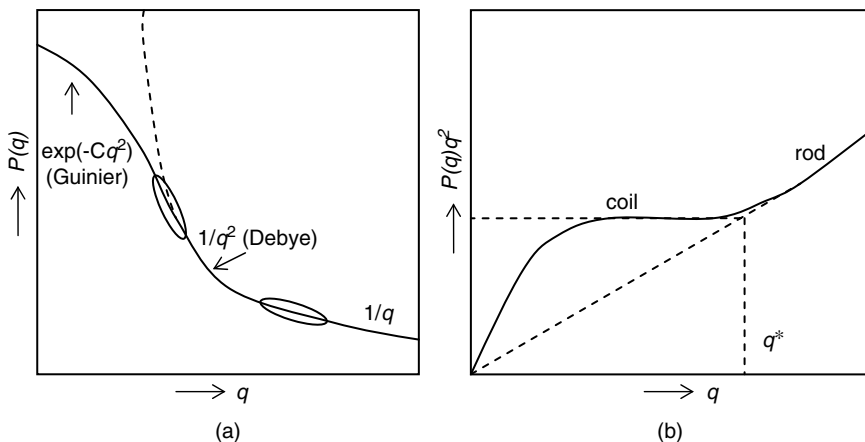 P(q)
exp(-Cq²)
(Guinier)
1/q² (Debye)
1/q
q
(a)
P(q)q²
coil
rod
q*
q
(b)